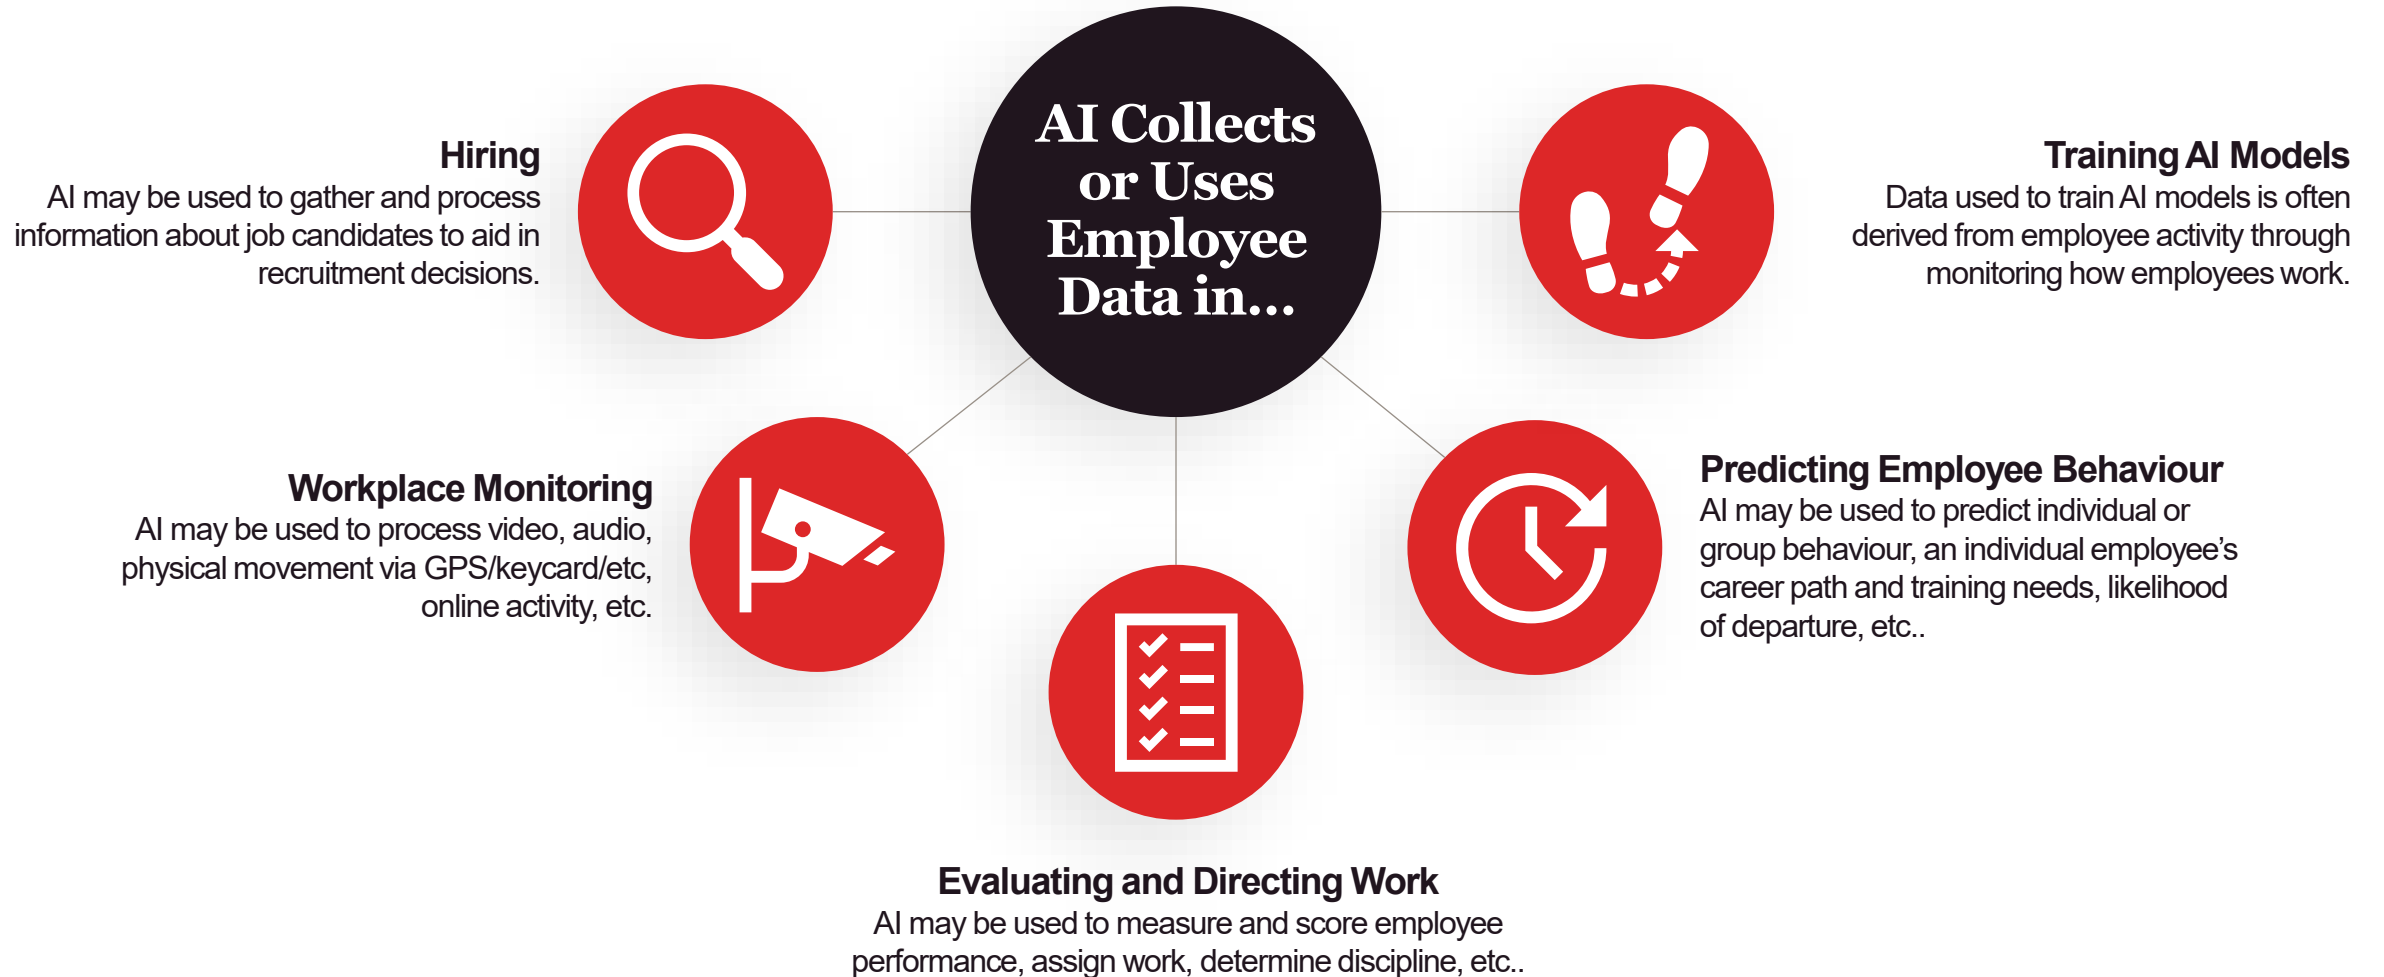 AI Collects
or Uses
Employee
Data in...
Hiring
AI may be used to gather and process
information about job candidates to aid in
recruitment decisions.
Workplace Monitoring
AI may be used to process video, audio,
physical movement via GPS/keycard/etc,
online activity, etc.
Evaluating and Directing Work
AI may be used to measure and score employee
performance, assign work, determine discipline, etc..
Predicting Employee Behaviour
AI may be used to predict individual or
group behaviour, an individual employee’s
career path and training needs, likelihood
of departure, etc..
Training AI Models
Data used to train AI models is often
derived from employee activity through
monitoring how employees work.